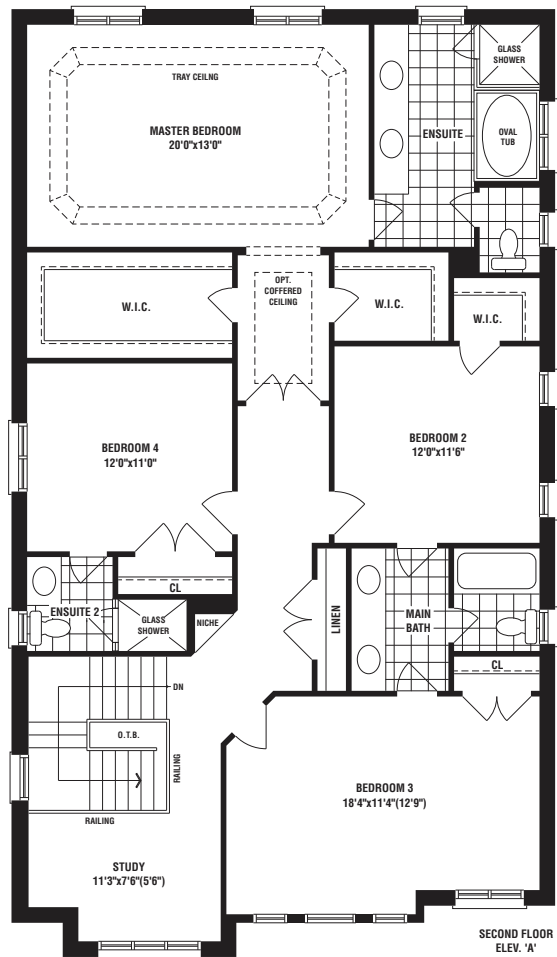 TRAY CEILNG
MASTER BEDROOM
20'0"x13'0"
ENSUITE
GLASS
SHOWER
OVAL
TUB
W.I.C.
OPT.
COFFERED
CEILING
W.I.C.
W.I.C.
BEDROOM 4
12'0"x11'0"
BEDROOM 2
12'0"x11'6"
CL
ENSUITE 2
GLASS
SHOWER
NICHE
LINEN
MAIN
BATH
CL
DN
O.T.B.
RAILING
RAILING
BEDROOM 3
18'4"x11'4"(12'9")
STUDY
11'3"x7'6"(5'6")
SECOND FLOOR
ELEV. 'A'